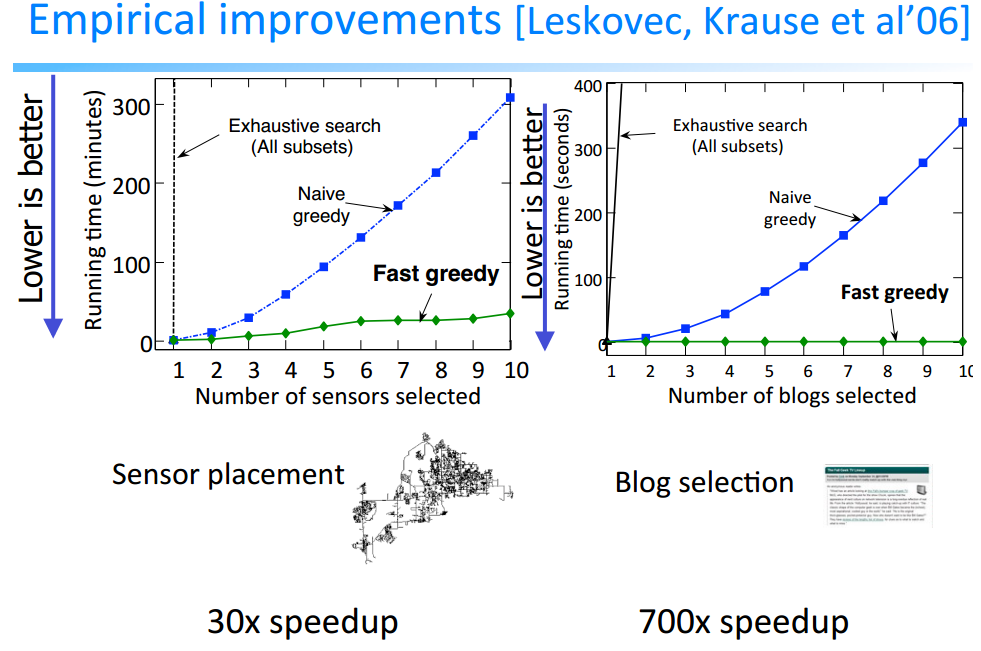 Empirical improvements [Leskovec, Krause et al’06]
Lower is better
Running time (minutes)
300
200
100
0
Exhaustive search
(All subsets)
Naive
greedy
Fast greedy
1 2 3 4 5 6 7 8 9 10
Number of sensors selected
Lower is better
Running time (seconds)
400
300
200
100
0
Exhaustive search
(All subsets)
Naive
greedy
Fast greedy
1 2 3 4 5 6 7 8 9 10
Number of blogs selected
Sensor placement
Blog selection
30x speedup
700x speedup